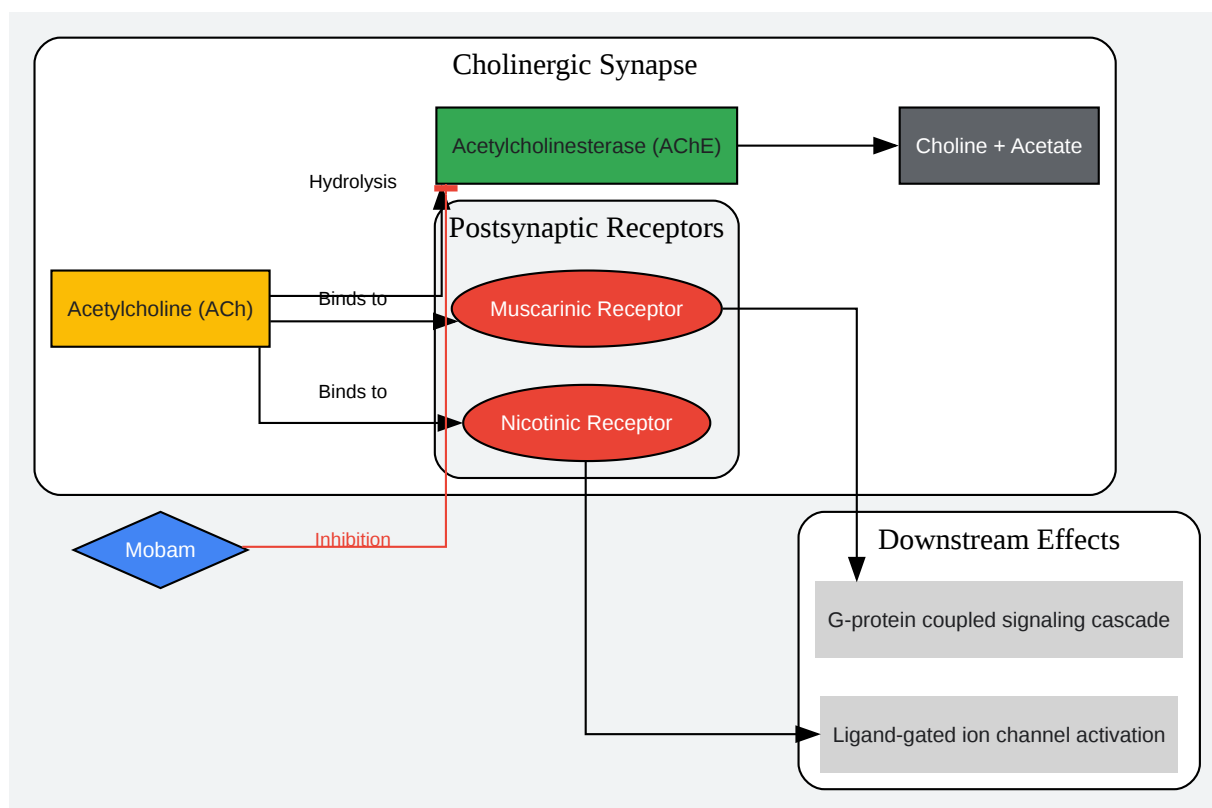 Cholinergic Synapse
Acetylcholinesterase (AChE)
Choline + Acetate
Hydrolysis
Postsynaptic Receptors
Acetylcholine (ACh)
Binds to
Muscarinic Receptor
Binds to
Nicotinic Receptor
Mobam
Inhibition
Downstream Effects
G-protein coupled signaling cascade
Ligand-gated ion channel activation